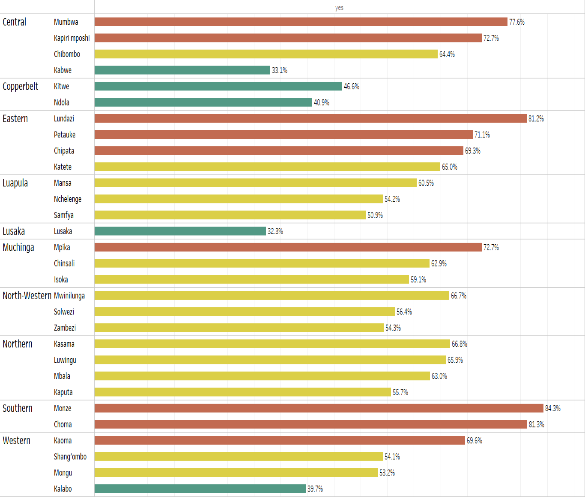 yes
Central Mumbwa 77.6%
Kapiri mposhi 72.7%
Chibombo 64.4%
Kabwe 33.1%
Copperbelt Kitwe 46.6%
Ndola 40.9%
Eastern Lundazi 81.2%
Petauke 71.1%
Chipata 69.3%
Katete 65.0%
Luapula Mansa 60.5%
Nchelenge 54.2%
Samfya 50.9%
Lusaka Lusaka 32.3%
Muchinga Mpika 72.7%
Chinsali 62.9%
Isoka 59.1%
North-Western Mwinilunga 66.7%
Solwezi 56.4%
Zambezi 54.3%
Northern Kasama 66.8%
Luwingu 65.9%
Mbala 63.0%
Kaputa 55.7%
Southern Monze 84.3%
Choma 81.3%
Western Kaoma 69.6%
Shang'ombo 54.1%
Mongu 53.2%
Kalabo 39.7%